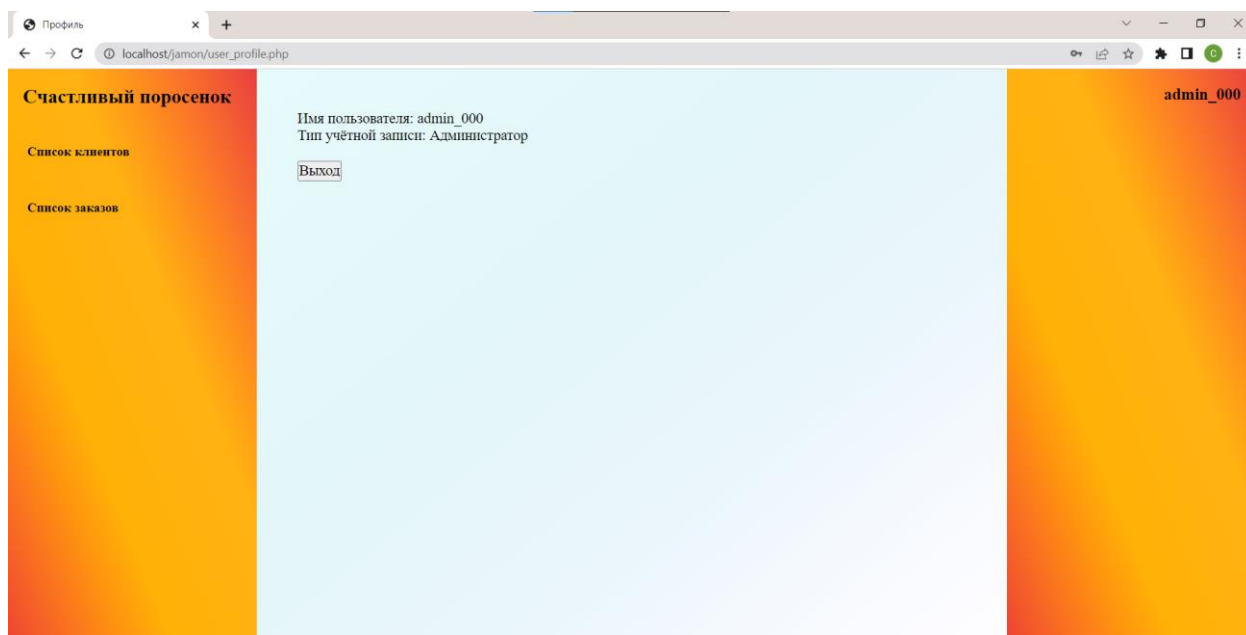 Профиль
localhost/jamon/user_profile.php
C
Счастливый поросенок
admin_000
Имя пользователя: admin_000
Тип учётной записи: Администратор
Список клиентов
Выход
Список заказов